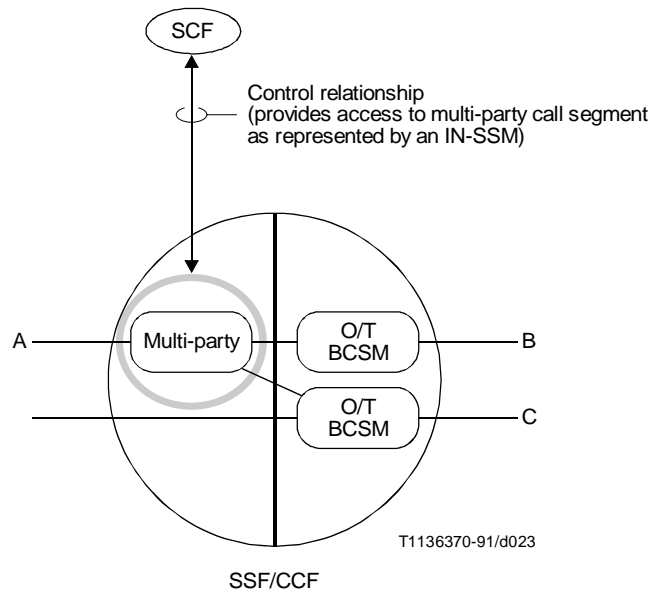 SCF
Control relationship
(provides access to multi-party call segment
as represented by an IN-SSM)
A
Multi-party
O/T
BCSM
B
O/T
BCSM
C
T1136370-91/d023
SSF/CCF